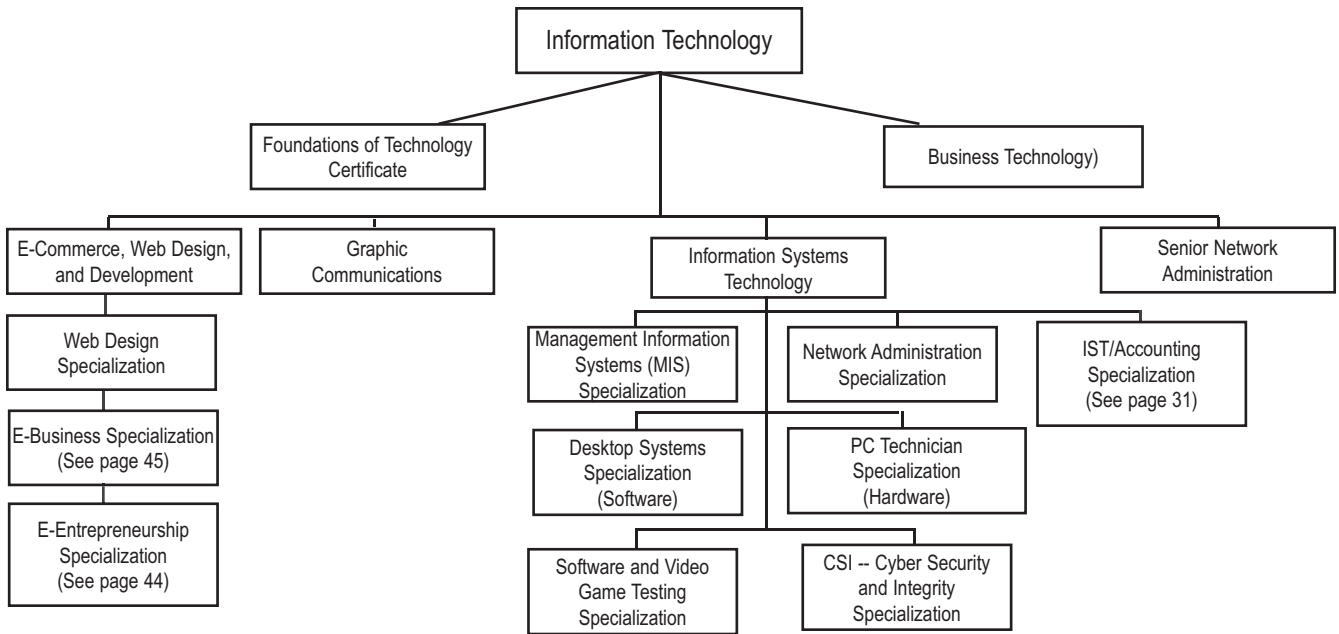 Information Technology
Foundations of Technology
Certificate
Business Technology)
E-Commerce, Web Design,
and Development
Graphic
Communications
Information Systems
Technology
Senior Network
Administration
Web Design
Specialization
E-Business Specialization
(See page 45)
E-Entrepreneurship
Specialization
(See page 44)
Management Information
Systems (MIS)
Specialization
Network Administration
Specialization
IST/Accounting
Specialization
(See page 31)
Desktop Systems
Specialization
(Software)
PC Technician
Specialization
(Hardware)
Software and Video
Game Testing
Specialization
CSI -- Cyber Security
and Integrity
Specialization